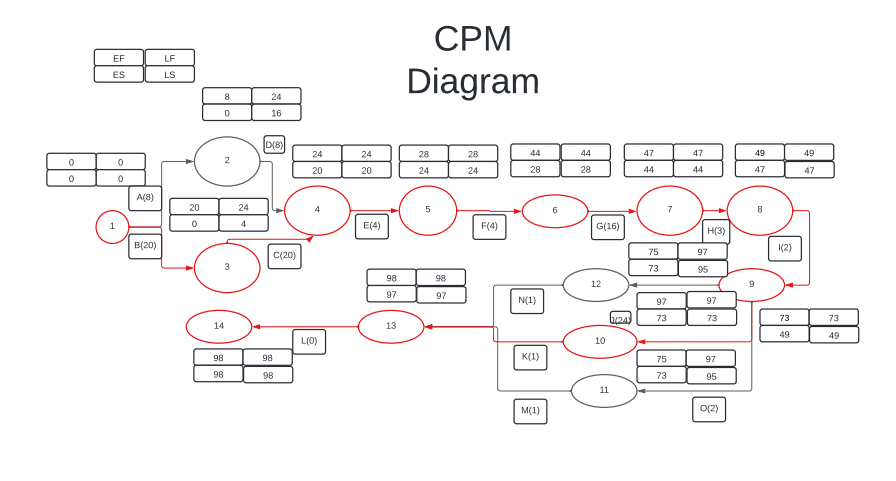 CPM
Diagram
EF LF
ES LS
8 24
0 16
D(8)
2
0 0
0 0
A(8)
1
B(20)
20 24
0 4
3
C(20)
24 24
20 20
4
E(4)
28 28
24 24
5
F(4)
44 44
28 28
6
G(16)
47 47
44 44
7
H(3)
49 49
47 47
8
I(2)
75 97
73 95
12
9
N(1)
97 97
73 73
J(24)
73 73
49 49
98 98
97 97
13
14
L(0)
98 98
98 98
10
K(1)
75 97
73 95
11
M(1)
O(2)